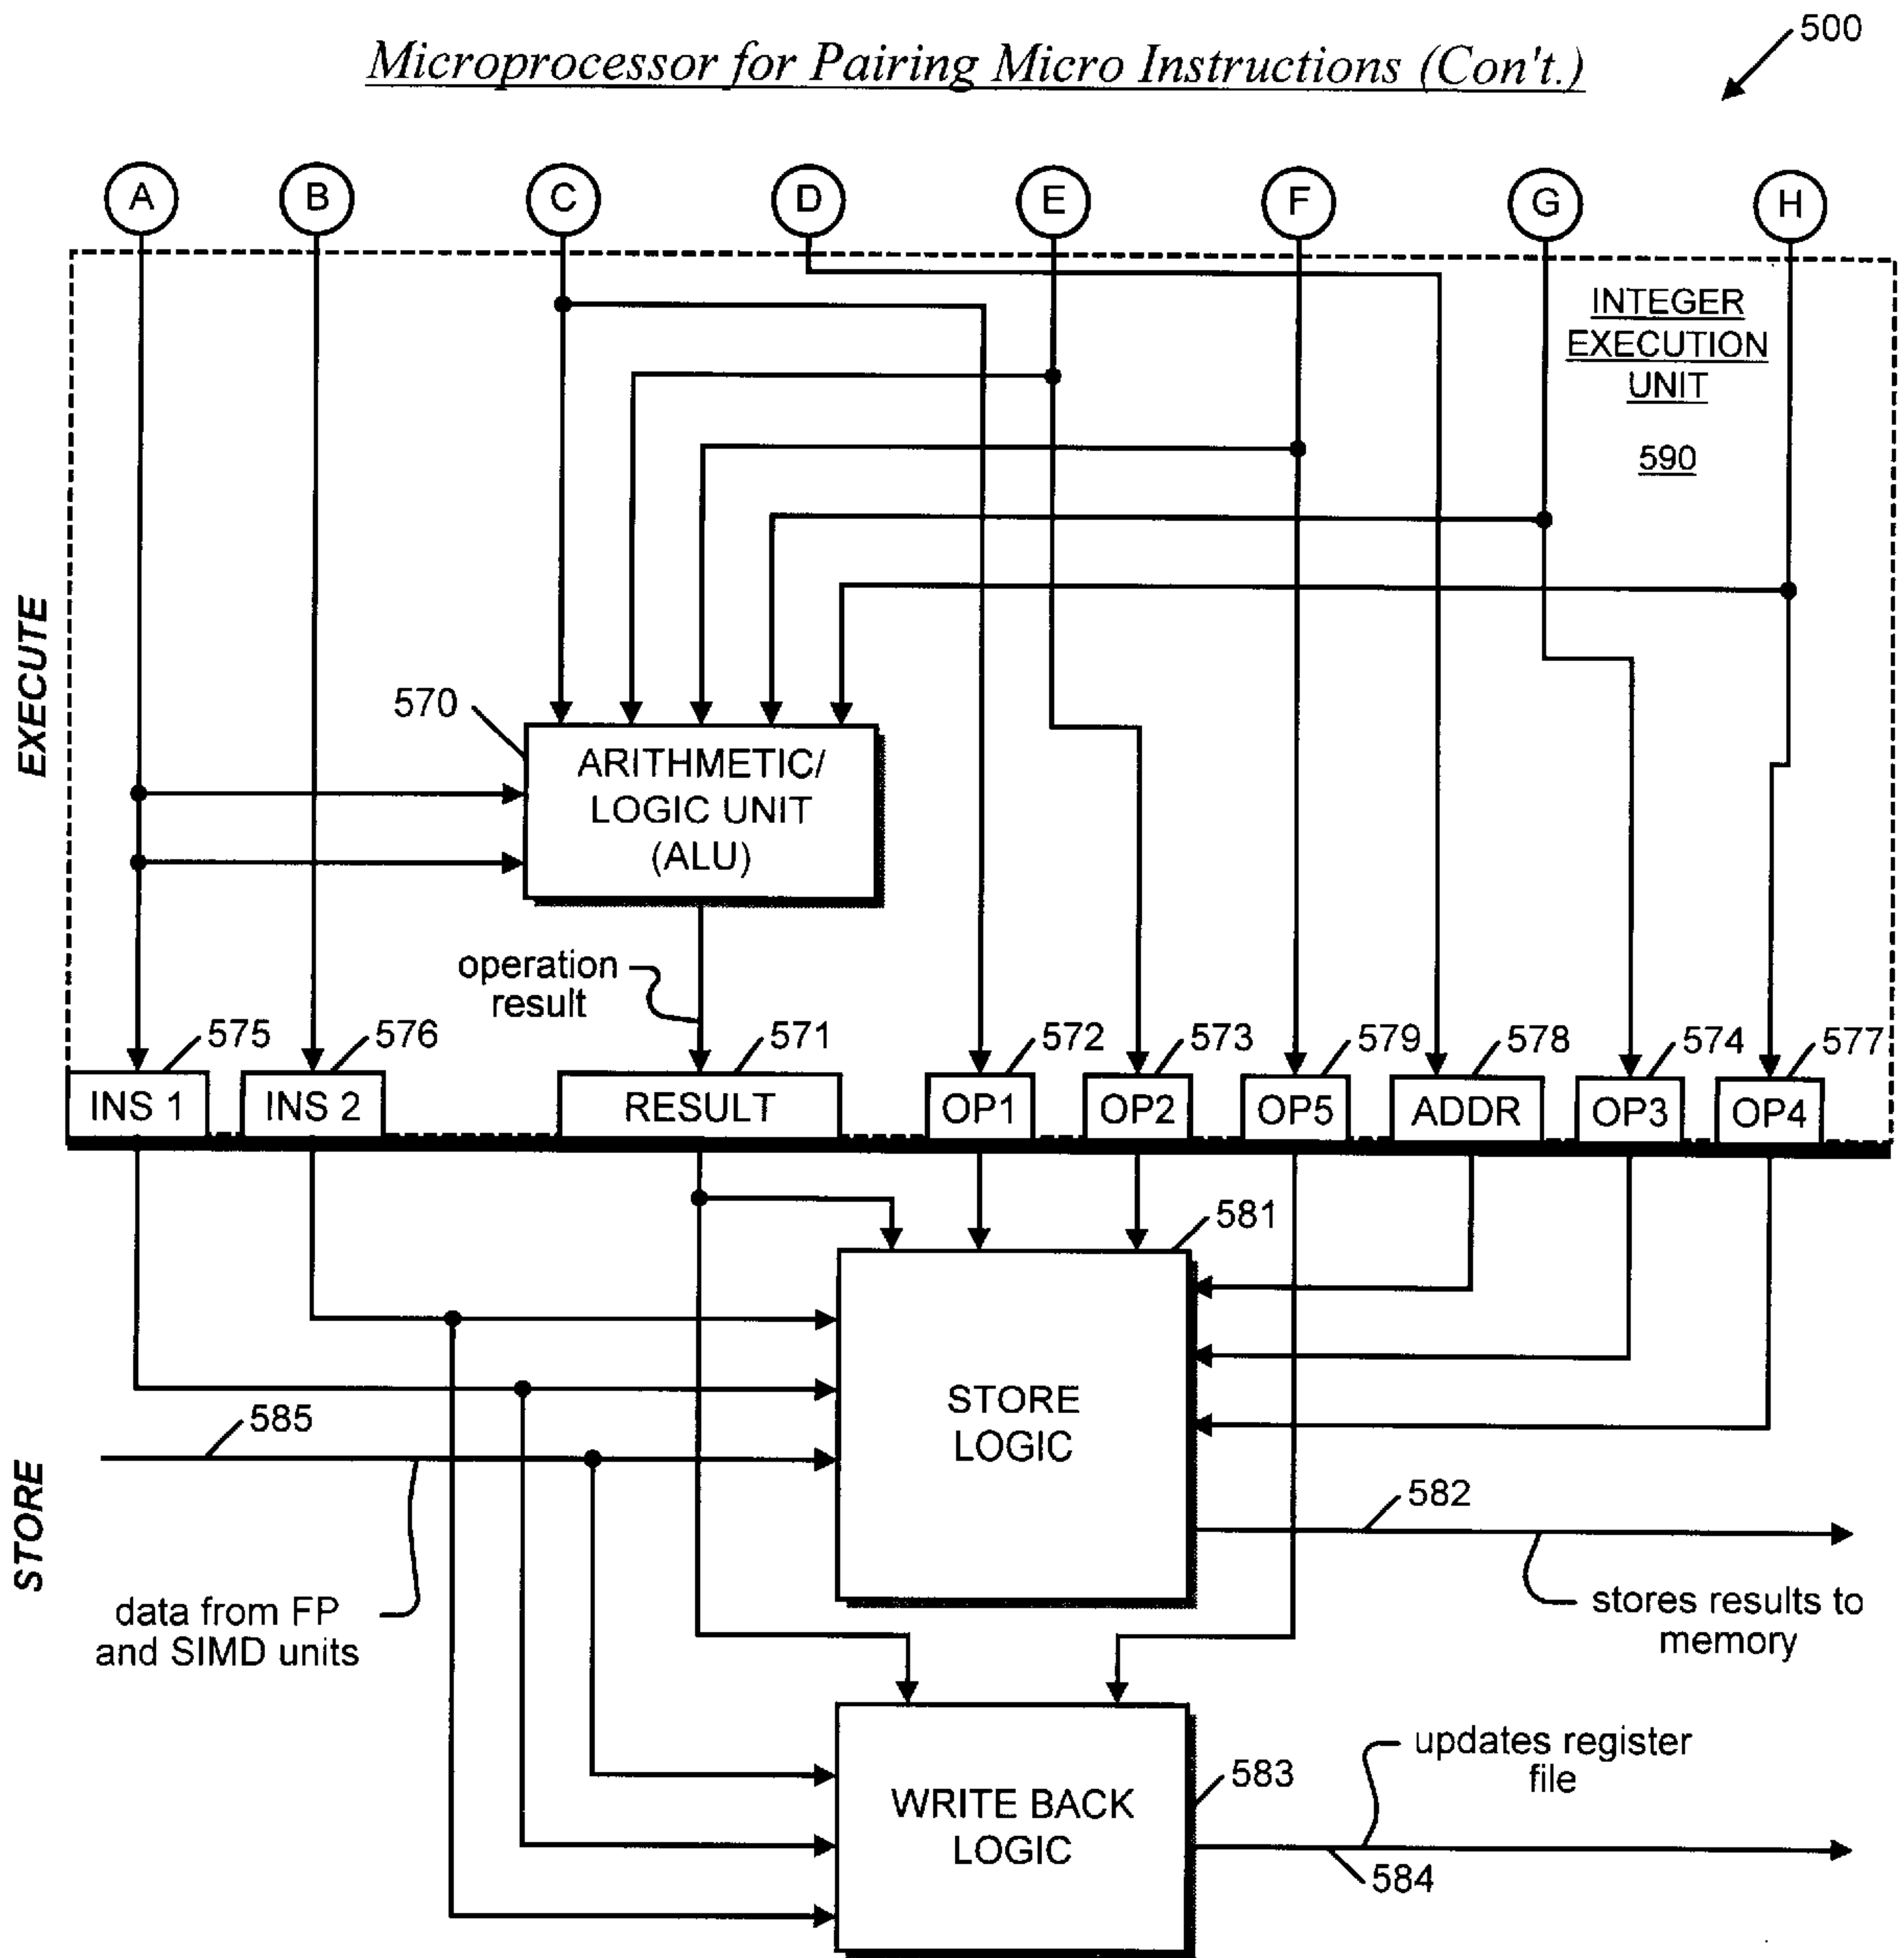 500
Microprocessor for Pairing Micro Instructions (Con't.)
A
B
C
D
E
F
G
H
INTEGER
EXECUTION
UNIT
590
EXECUTE
570
ARITHMETIC/
LOGIC UNIT
(ALU)
operation
result
575
576
571
572
573
579
578
574
577
INS 1
INS 2
RESULT
OP1
OP2
OP5
ADDR
OP3
OP4
581
STORE
LOGIC
585
STORE
582
data from FP
and SIMD units
stores results to
memory
updates register
file
583
WRITE BACK
LOGIC
584